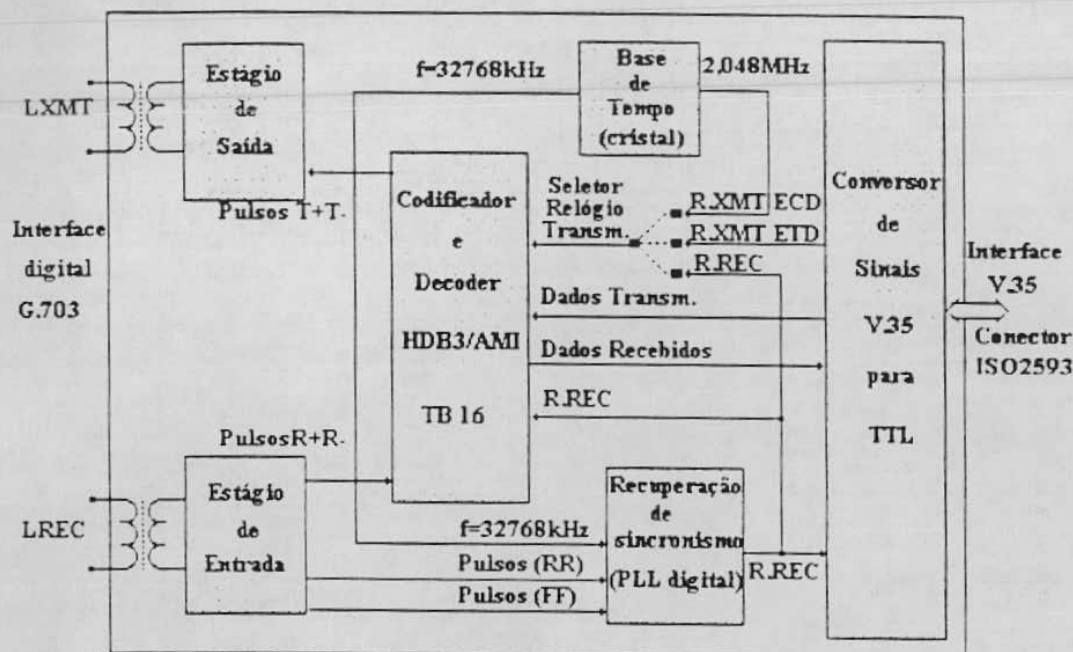 LXMT
Interface
digital
G.703
LREC
Estágio
de
Saída
Pulsos T+T-
f=32768kHz
Base
de
Tempo
(cristal)
2,048MHz
Codificador
e
Decoder
HDB3/AMI
TB 16
Seletor
Relógio
Transm.
R.XMT ECD
R.XMT ETD
R.REC
Dados Transm.
Dados Recebidos
R.REC
PulsosR+R-
Estágio
de
Entrada
f=32768kHz
Pulsos (RR)
Pulsos (FF)
Recuperação
de
sincronismo
(PLL digital)
R.REC
Conversor
de
Sinais
V.35
para
TTL
Interface
V.35
Conector
ISO2593